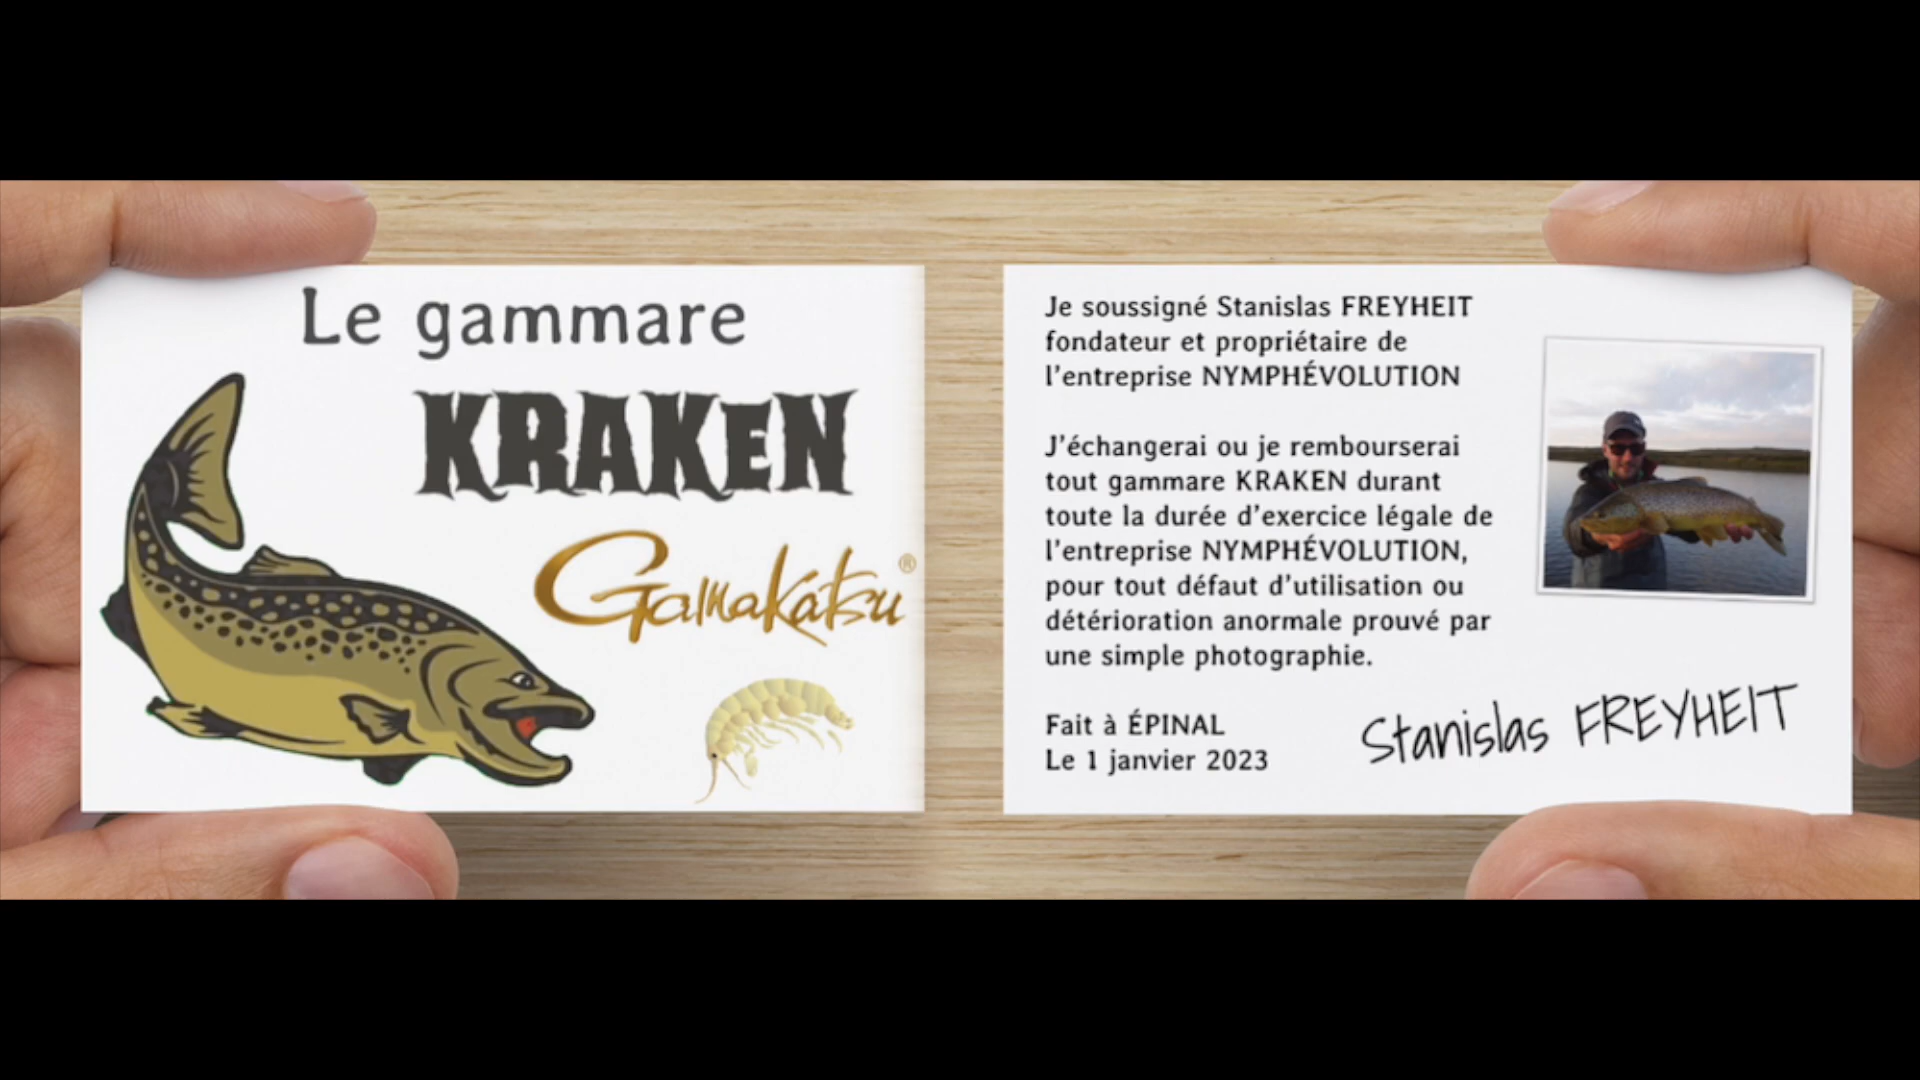 Le gammare
KRAKEN
Gamakatsu®
Je soussigné Stanislas FREYHEIT
fondateur et propriétaire de
l'entreprise NYMPHÉVOLUTION
J'échangerai ou je rembourserai
tout gammare KRAKEN durant
toute la durée d'exercice légale de
l'entreprise NYMPHÉVOLUTION,
pour tout défaut d'utilisation ou
détérioration anormale prouvé par
une simple photographie.
Fait à ÉPINAL
Le 1 janvier 2023
Stanislas FREYHEIT